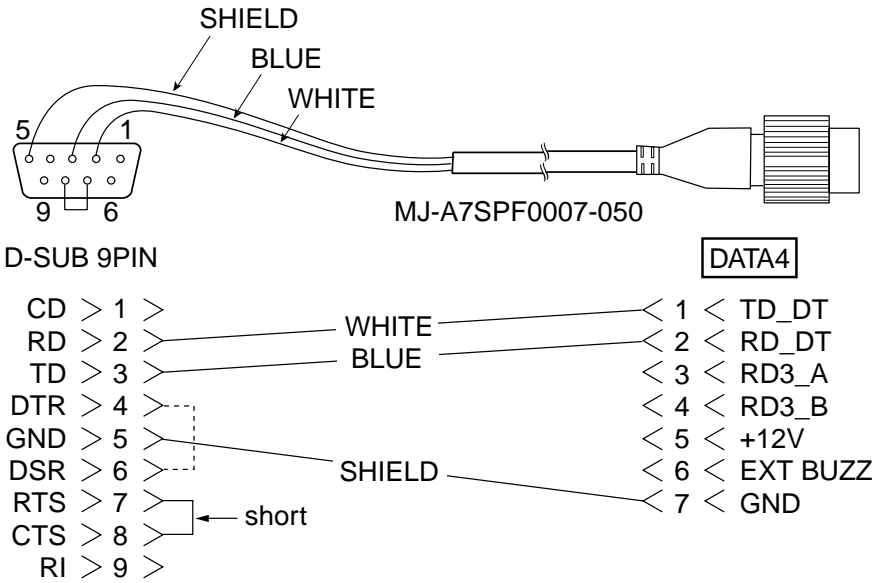 SHIELD
BLUE
WHITE
5 1
9 6
MJ-A7SPF0007-050
D-SUB 9PIN
DATA4
CD > 1 > 
RD > 2 > WHITE < 1 < TD_DT
TD > 3 > BLUE < 2 < RD_DT
< 3 < RD3_A
DTR > 4 > < 4 < RD3_B
GND > 5 > < 5 < +12V
DSR > 6 > SHIELD < 6 < EXT BUZZ
RTS > 7 > short < 7 < GND
CTS > 8 >
RI > 9 >